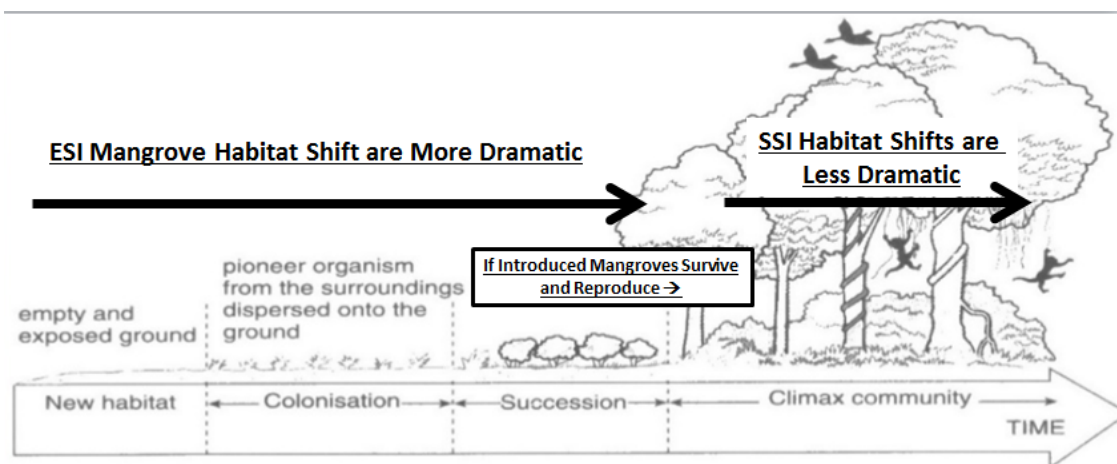 ESI Mangrove Habitat Shift are More Dramatic
SSI Habitat Shifts are
Less Dramatic
If Introduced Mangroves Survive
and Reproduce →
empty and
exposed ground
pioneer organism
from the surroundings
dispersed onto the
ground
New habitat
Colonisation
Succession
Climax community
TIME